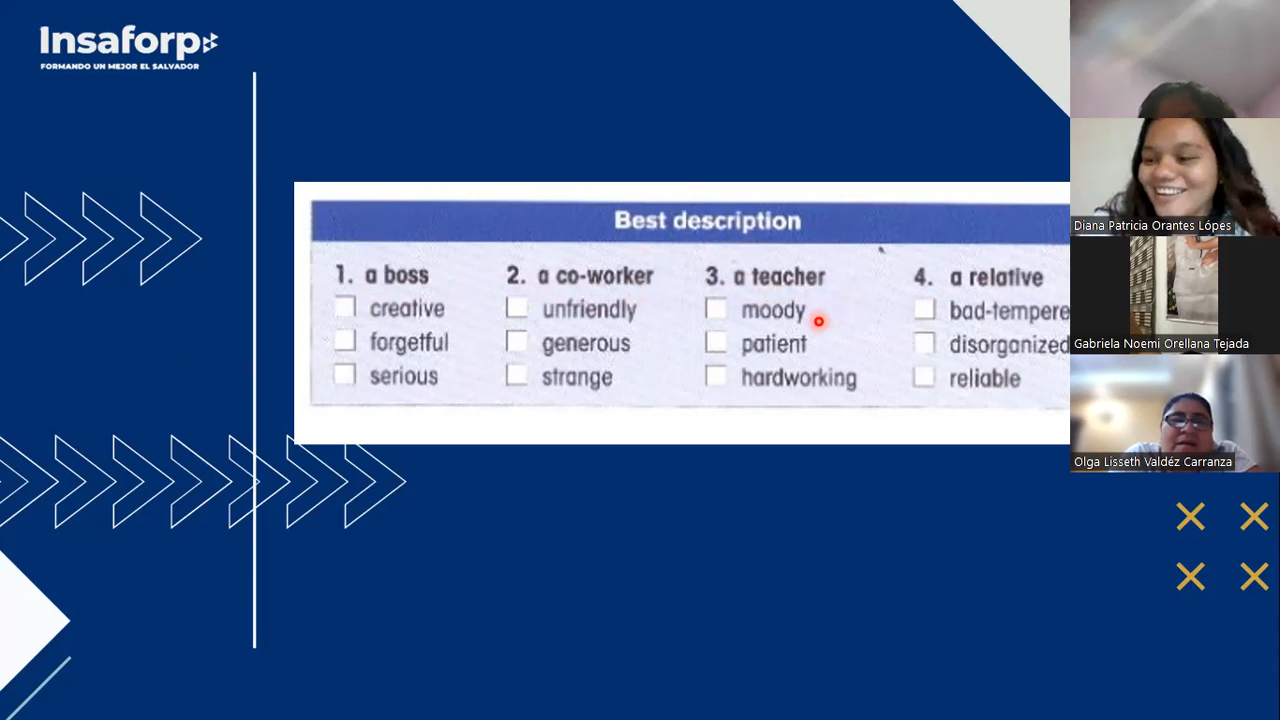 Insaforp
FORMANDO UN MEJOR EL SALVADOR
Best description
1. a boss
creative
forgetful
serious
2. a co-worker
unfriendly
generous
strange
3. a teacher
moody
patient
hardworking
4. a relative
bad-tempere
disorganized
reliable
Diana Patricia Orantes Lópes
Gabriela Noemi Orellana Tejada
Olga Lisseth Valdéz Carranza